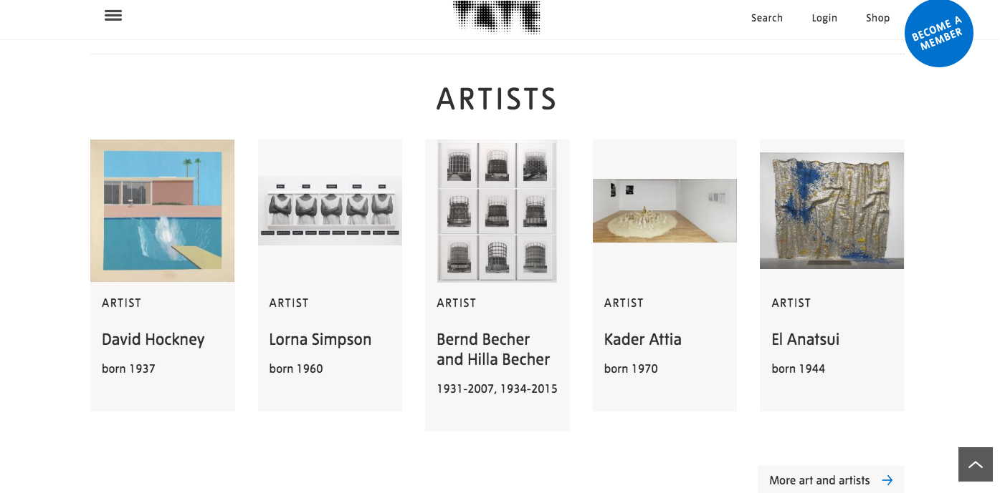 TATE
Search
Login
Shop
BECOME A
MEMBER
ARTISTS
ARTIST
David Hockney
born 1937
ARTIST
Lorna Simpson
born 1960
ARTIST
Bernd Becher
and Hilla Becher
1931-2007, 1934-2015
ARTIST
Kader Attia
born 1970
ARTIST
El Anatsui
born 1944
More art and artists